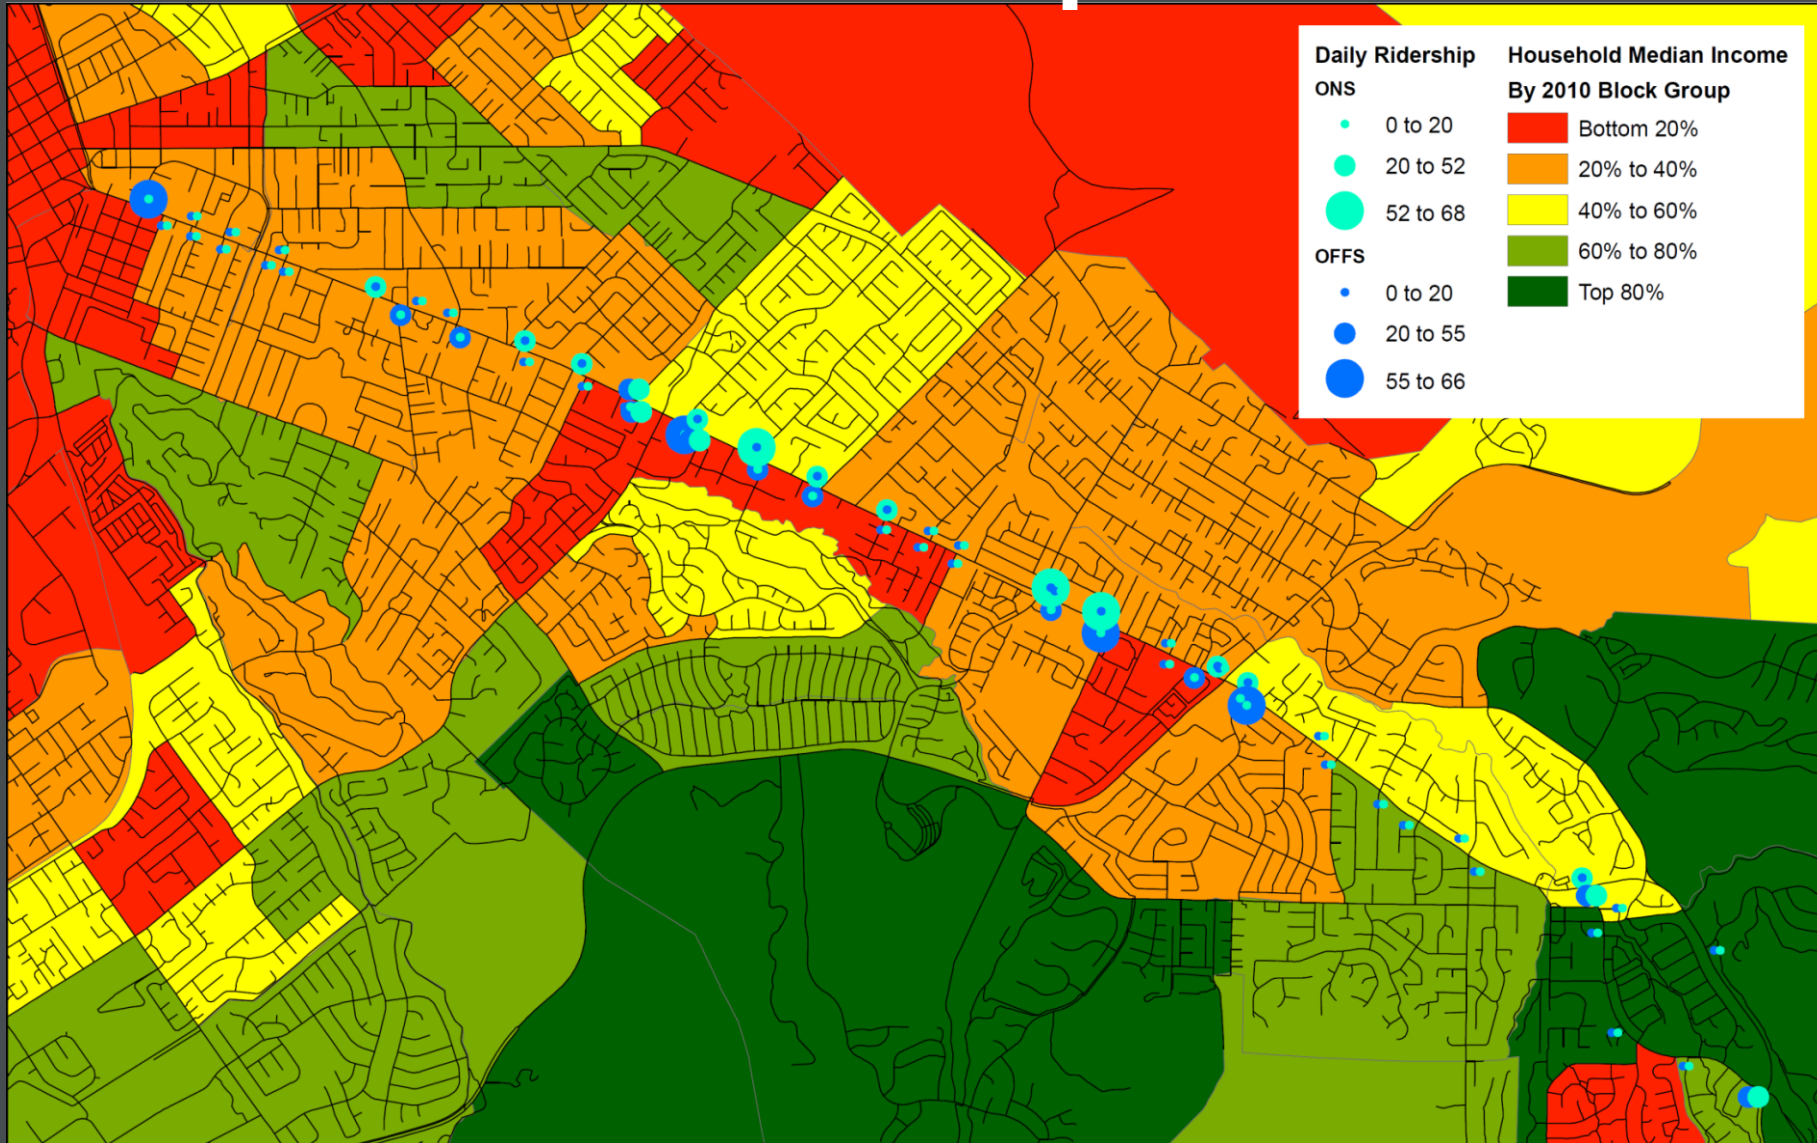 Daily Ridership
ONS
0 to 20
20 to 52
52 to 68
OFFS
0 to 20
20 to 55
55 to 66
Household Median Income
By 2010 Block Group
Bottom 20%
20% to 40%
40% to 60%
60% to 80%
Top 80%